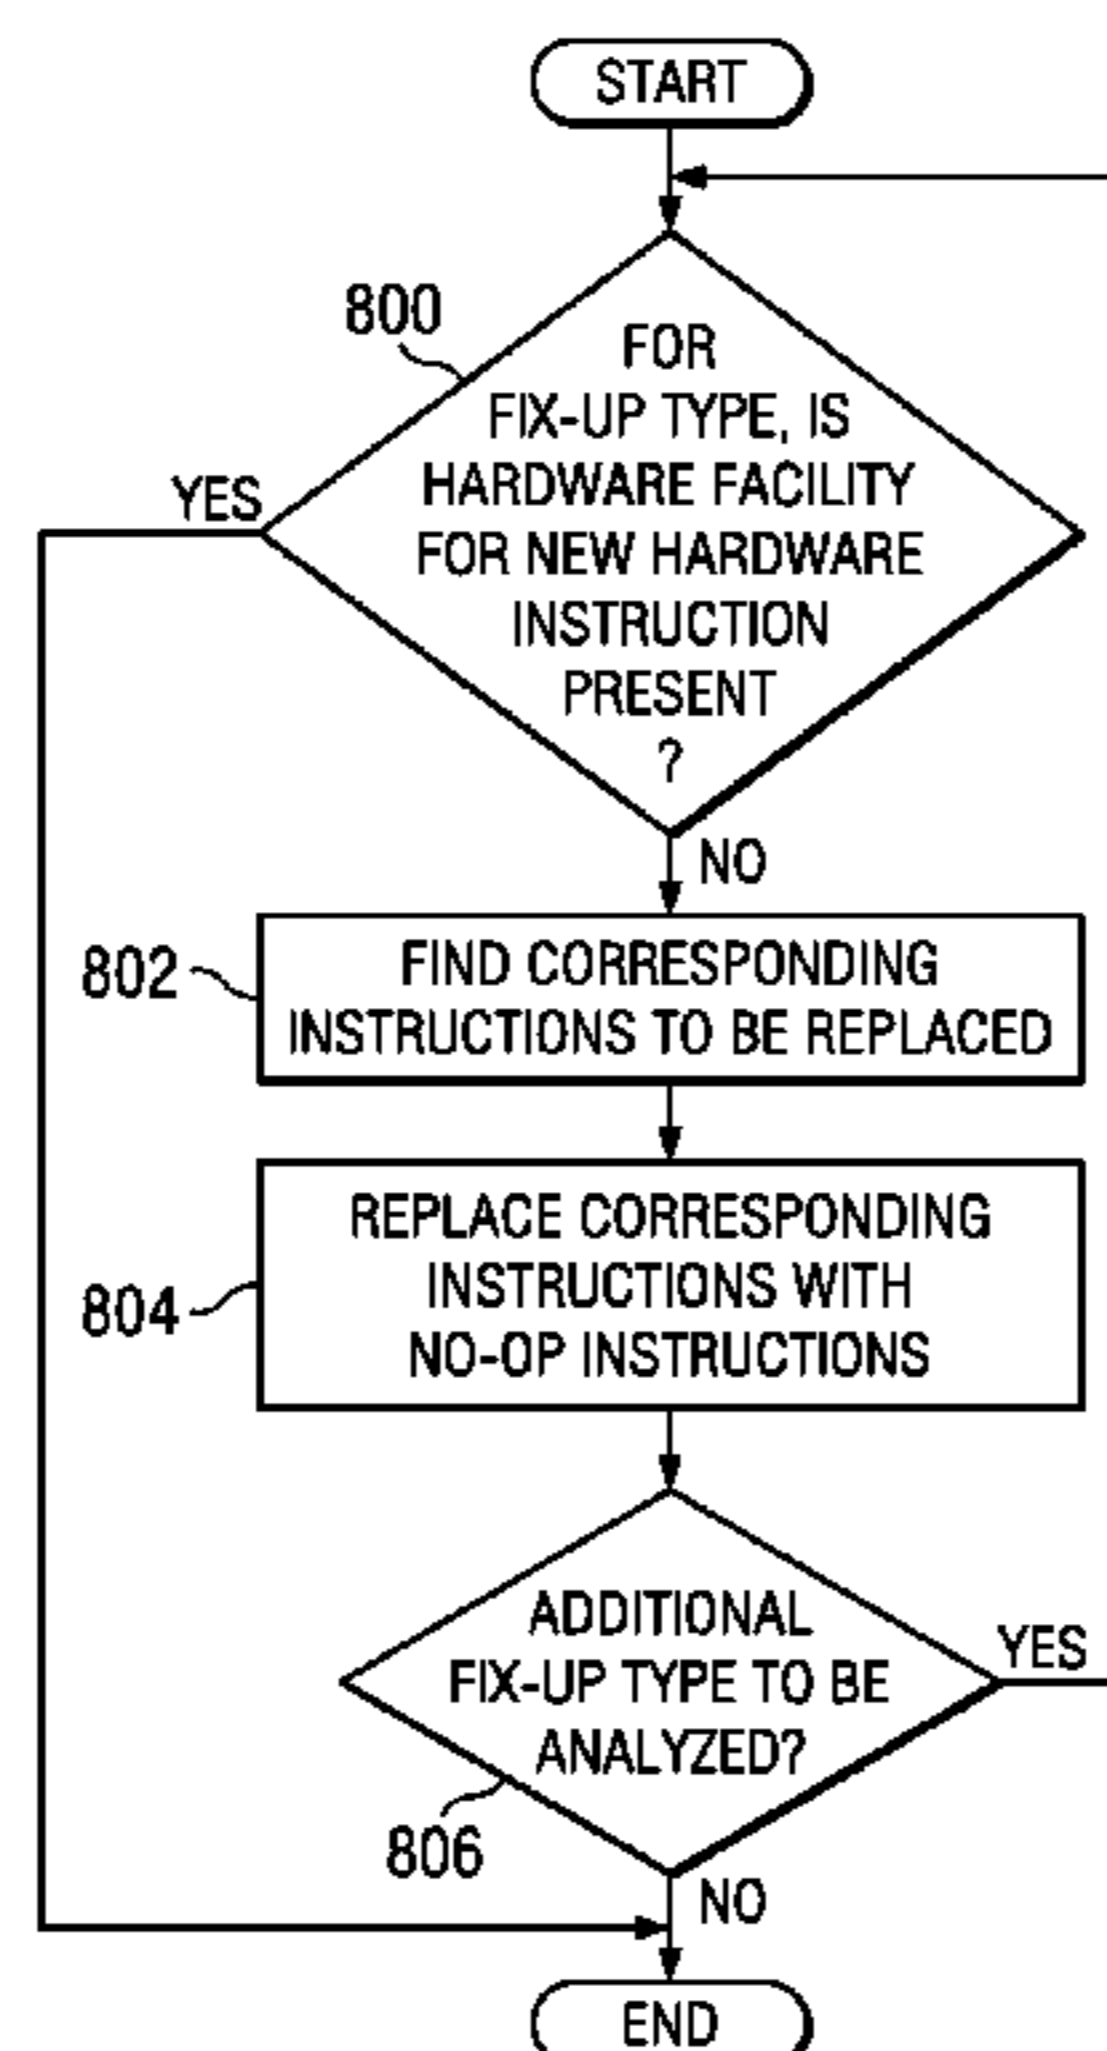 START
800
FOR
FIX-UP TYPE, IS
HARDWARE FACILITY
FOR NEW HARDWARE
INSTRUCTION
PRESENT
?
YES
NO
802
FIND CORRESPONDING
INSTRUCTIONS TO BE REPLACED
804
REPLACE CORRESPONDING
INSTRUCTIONS WITH
NO-OP INSTRUCTIONS
ADDITIONAL
FIX-UP TYPE TO BE
ANALYZED?
YES
806
NO
END